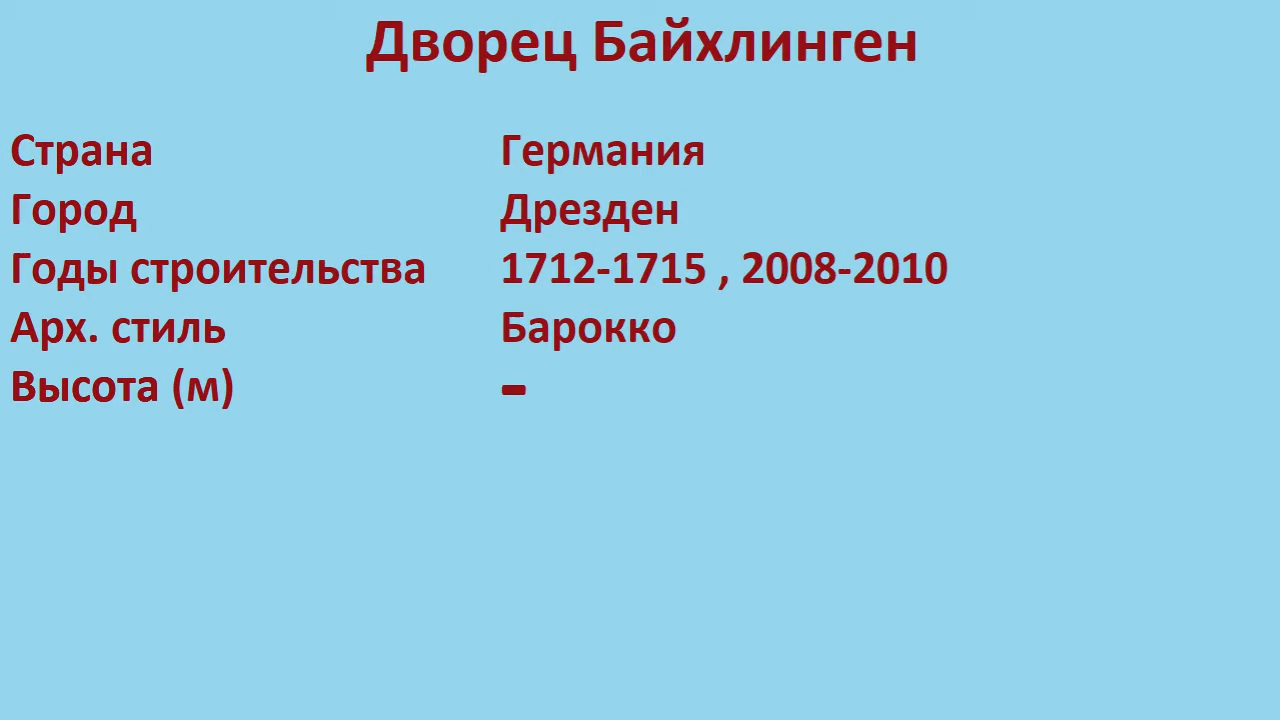 Дворец Байхлинген
Страна Германия
Город Дрезден
Годы строительства 1712-1715 , 2008-2010
Арх. стиль Барокко
Высота (м) -